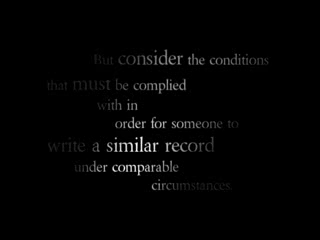 But consider the conditions
that must be complied
with in
order for someone to
write a similar record
under comparable
circumstances.